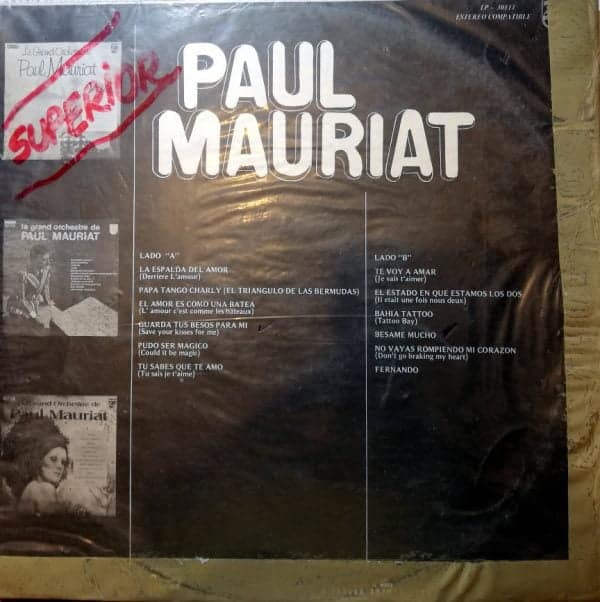 LP - 30111
ESTEREO COMPATIBLE
PAUL
MAURIAT
Le Grand Orchestre
Paul Mauriat
SUPERIOR
le grand orchestre de
PAUL MAURIAT
Grand Orchestre de
Paul Mauriat
LADO "A"
LA ESPALDA DEL AMOR
(Derriere L'amour)
PAPA TANGO CHARLY (EL TRIANGULO DE LAS BERMUDAS)
EL AMOR ES COMO UNA BATEA
(L' amour c'est comme les bateaux)
GUARDA TUS BESOS PARA MI
(Save your kisses for me)
PUDO SER MAGICO
(Could it be magic)
TU SABES QUE TE AMO
(Tu sais je t'aime)
LADO "B"
TE VOY A AMAR
(Je sais t'aimer)
EL ESTADO EN QUE ESTAMOS LOS DOS
(Il etait une fois nous deux)
BAHIA TATTOO
(Tattoo Bay)
BESAME MUCHO
NO VAYAS ROMPIENDO MI CORAZON
(Don't go braking my heart)
FERNANDO